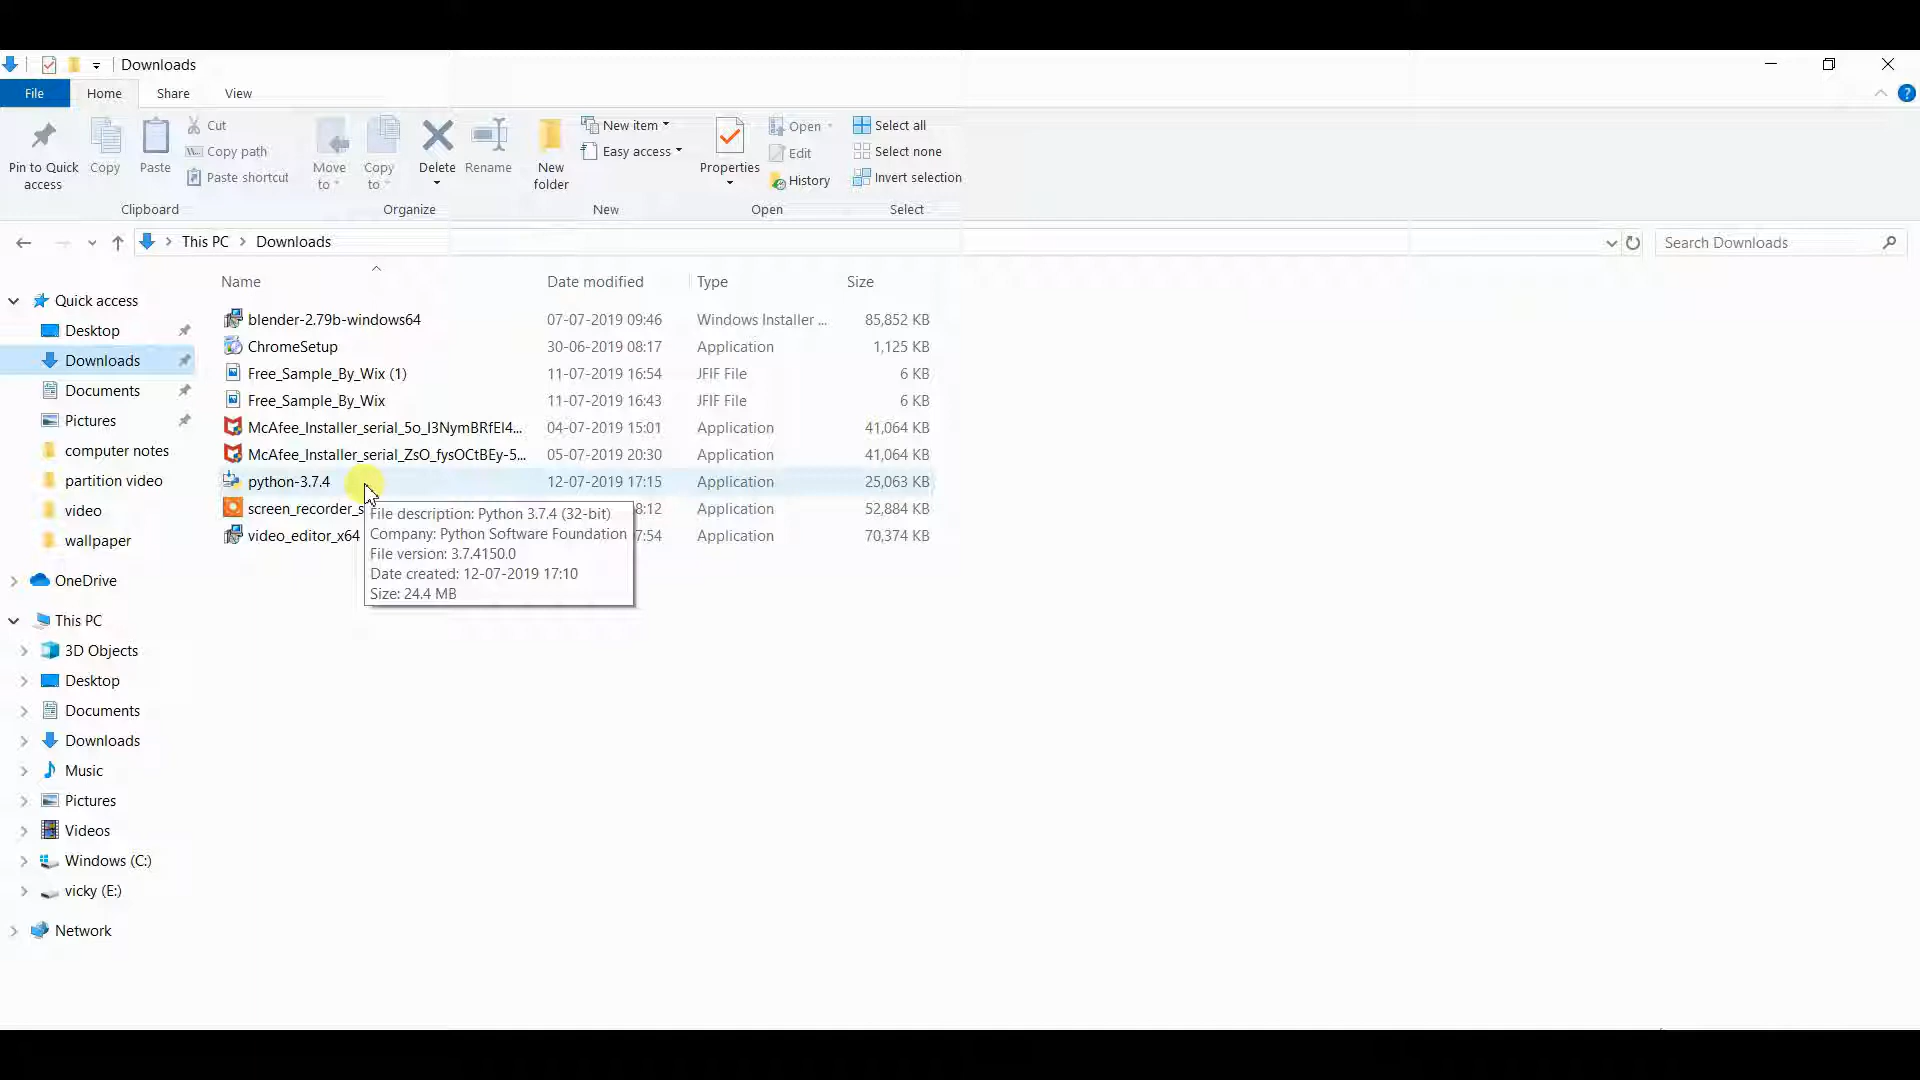 Downloads
File Home Share View
Pin to Quick access
Copy
Paste
Cut
Copy path
Paste shortcut
Clipboard
Move to
Copy to
Delete
Rename
Organize
New folder
New item
Easy access
New
Properties
Open
Edit
History
Open
Select all
Select none
Invert selection
Select
This PC > Downloads
Search Downloads
Name Date modified Type Size
blender-2.79b-windows64 07-07-2019 09:46 Windows Installer ... 85,852 KB
ChromeSetup 30-06-2019 08:17 Application 1,125 KB
Free_Sample_By_Wix (1) 11-07-2019 16:54 JFIF File 6 KB
Free_Sample_By_Wix 11-07-2019 16:43 JFIF File 6 KB
McAfee_Installer_serial_5o_I3NymBRfEI4... 04-07-2019 15:01 Application 41,064 KB
McAfee_Installer_serial_ZsO_fysOCtBEy-5... 05-07-2019 20:30 Application 41,064 KB
python-3.7.4 12-07-2019 17:15 Application 25,063 KB
screen_recorder_s 8:12 Application 52,884 KB
video_editor_x64 7:54 Application 70,374 KB
File description: Python 3.7.4 (32-bit)
Company: Python Software Foundation
File version: 3.7.4150.0
Date created: 12-07-2019 17:10
Size: 24.4 MB
Quick access
Desktop
Downloads
Documents
Pictures
computer notes
partition video
video
wallpaper
OneDrive
This PC
3D Objects
Desktop
Documents
Downloads
Music
Pictures
Videos
Windows (C:)
vicky (E:)
Network